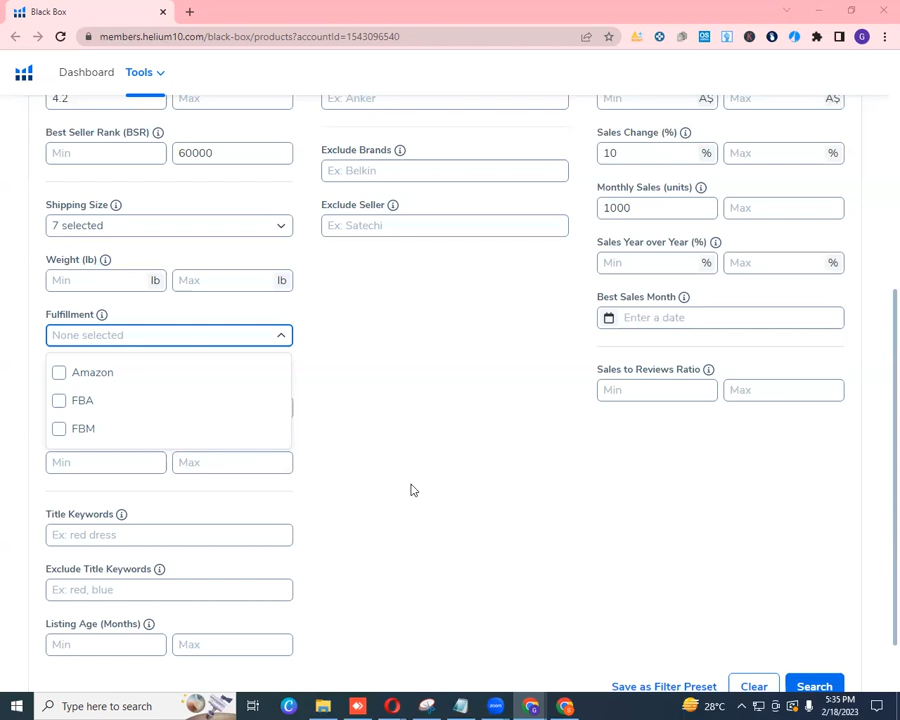 Black Box
members.helium10.com/black-box/products?accountId=1543096540
G
Dashboard Tools
4.2 Max Ex: Anker Min A$ Max A$
Best Seller Rank (BSR)
Min 60000
Exclude Brands
Ex: Belkin
Sales Change (%)
10 % Max %
Shipping Size
7 selected
Exclude Seller
Ex: Satechi
Monthly Sales (units)
1000 Max
Weight (lb)
Min lb Max lb
Sales Year over Year (%)
Min % Max %
Fulfillment
None selected
Amazon
FBA
FBM
Best Sales Month
Enter a date
Sales to Reviews Ratio
Min Max
Min Max
Title Keywords
Ex: red dress
Exclude Title Keywords
Ex: red, blue
Listing Age (Months)
Min Max
Save as Filter Preset Clear Search
Type here to search
zoom
28°C
5:35 PM
2/18/2023